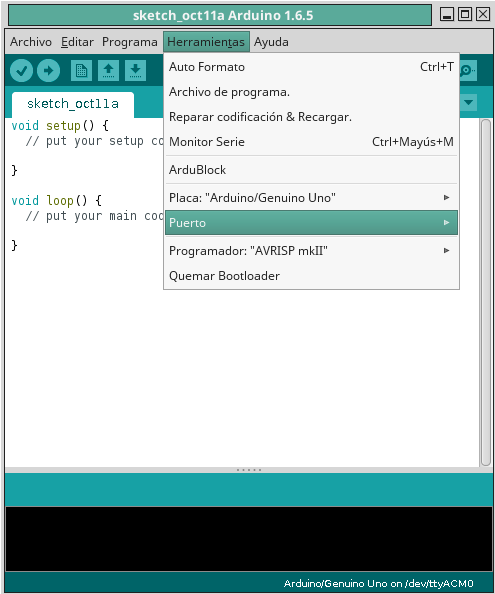 sketch_oct11a Arduino 1.6.5
Archivo Editar Programa Herramientas Ayuda
Auto Formato Ctrl+T
Archivo de programa.
Reparar codificación & Recargar.
Monitor Serie Ctrl+Mayús+M
ArduBlock
Placa: "Arduino/Genuino Uno"
Puerto
Programador: "AVRISP mkII"
Quemar Bootloader
sketch_oct11a
void setup() {
// put your setup co
}
void loop() {
// put your main cod
}
Arduino/Genuino Uno on /dev/ttyACM0